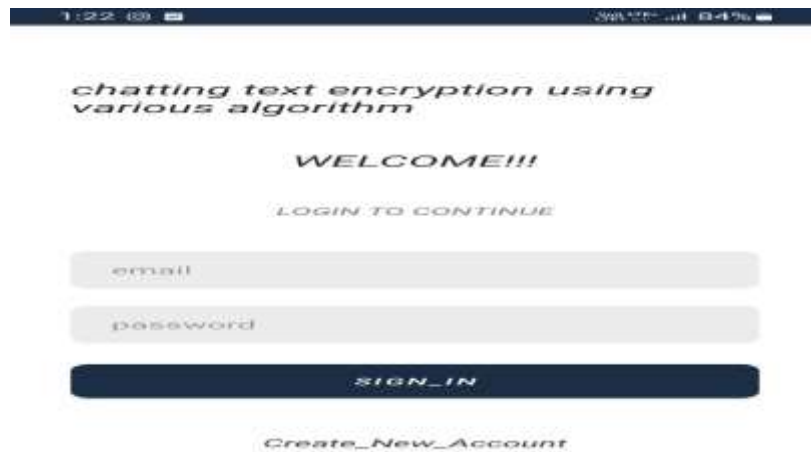 1:22
84%
chatting text encryption using
various algorithm
WELCOME!!!
LOGIN TO CONTINUE
email
password
SIGN_IN
Create_New_Account